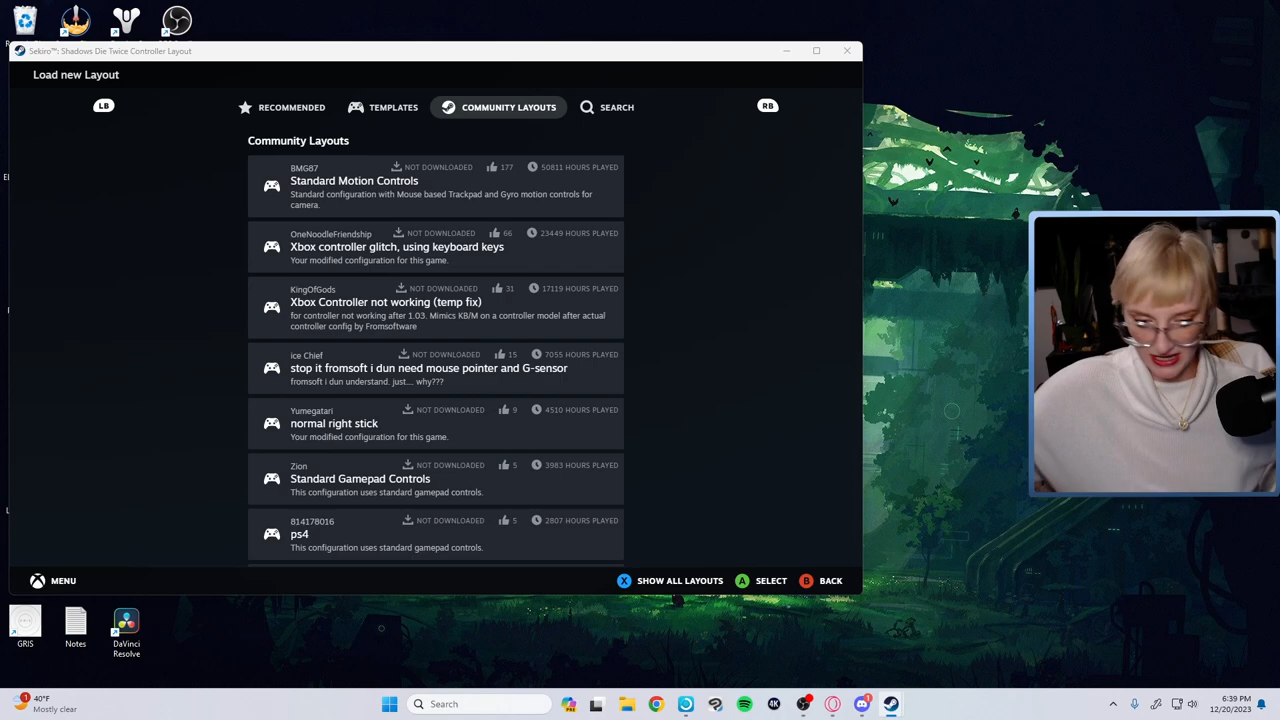 Sekiro™: Shadows Die Twice Controller Layout
Load new Layout
LB
RECOMMENDED
TEMPLATES
COMMUNITY LAYOUTS
SEARCH
RB
Community Layouts
BMG87 NOT DOWNLOADED 177 50811 HOURS PLAYED
Standard Motion Controls
Standard configuration with Mouse based Trackpad and Gyro motion controls for
camera.
OneNoodleFriendship NOT DOWNLOADED 66 23449 HOURS PLAYED
Xbox controller glitch, using keyboard keys
Your modified configuration for this game.
KingOfGods NOT DOWNLOADED 31 17119 HOURS PLAYED
Xbox Controller not working (temp fix)
for controller not working after 1.03. Mimics KB/M on a controller model after actual
controller config by Fromsoftware
ice Chief NOT DOWNLOADED 15 7055 HOURS PLAYED
stop it fromsoft i dun need mouse pointer and G-sensor
fromsoft i dun understand. just.... why???
Yumegatari NOT DOWNLOADED 9 4510 HOURS PLAYED
normal right stick
Your modified configuration for this game.
Zion NOT DOWNLOADED 5 3983 HOURS PLAYED
Standard Gamepad Controls
This configuration uses standard gamepad controls.
814178016 NOT DOWNLOADED 5 2807 HOURS PLAYED
ps4
This configuration uses standard gamepad controls.
MENU
X SHOW ALL LAYOUTS
A SELECT
B BACK
GRIS
Notes
DaVinci
Resolve
1
40°F
Mostly clear
Search
PRE
4K
1
6:39 PM
12/20/2023